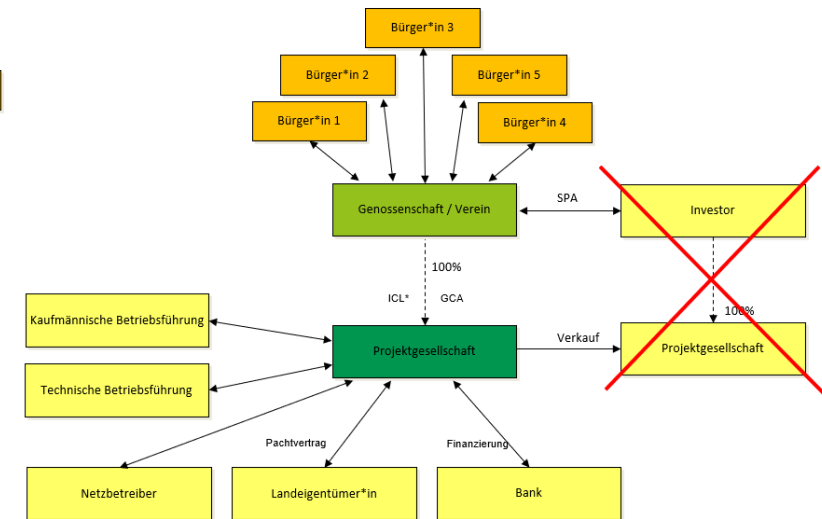 Bürger*in 3
Bürger*in 2
Bürger*in 5
Bürger*in 1
Bürger*in 4
Genossenschaft / Verein
SPA
Investor
100%
ICL*
GCA
100%
Kaufmännische Betriebsführung
Projektgesellschaft
Verkauf
Projektgesellschaft
Technische Betriebsführung
Pachtvertrag
Finanzierung
Netzbetreiber
Landeigentümer*in
Bank